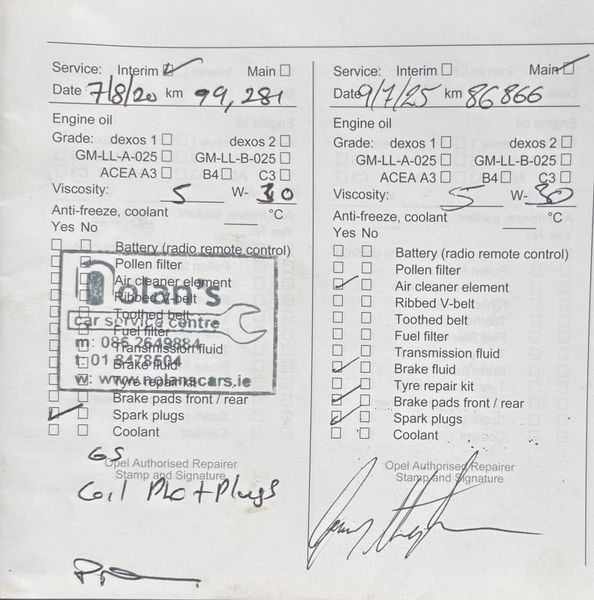 Service: Interim Main
Date 7/8/20 km 99,281
Engine oil
Grade: dexos 1 dexos 2
GM-LL-A-025 GM-LL-B-025
ACEA A3 B4 C3
Viscosity: 5 W- 30
Anti-freeze, coolant °C
Yes No
Battery (radio remote control)
Pollen filter
Air cleaner element
Ribbed V-belt
Toothed belt
Fuel filter
Transmission fluid
Brake fluid
Tyre repair kit
Brake pads front / rear
Spark plugs
Coolant
nolan's
car service centre
m: 086 2649884
t: 01 8478504
w: www.nolanscars.ie
GS
Opel Authorised Repairer
Stamp and Signature
Coil + Plugs
Service: Interim Main
Date 9/7/25 km 86866
Engine oil
Grade: dexos 1 dexos 2
GM-LL-A-025 GM-LL-B-025
ACEA A3 B4 C3
Viscosity: 5 W- 30
Anti-freeze, coolant °C
Yes No
Battery (radio remote control)
Pollen filter
Air cleaner element
Ribbed V-belt
Toothed belt
Fuel filter
Transmission fluid
Brake fluid
Tyre repair kit
Brake pads front / rear
Spark plugs
Coolant
Opel Authorised Repairer
Stamp and Signature